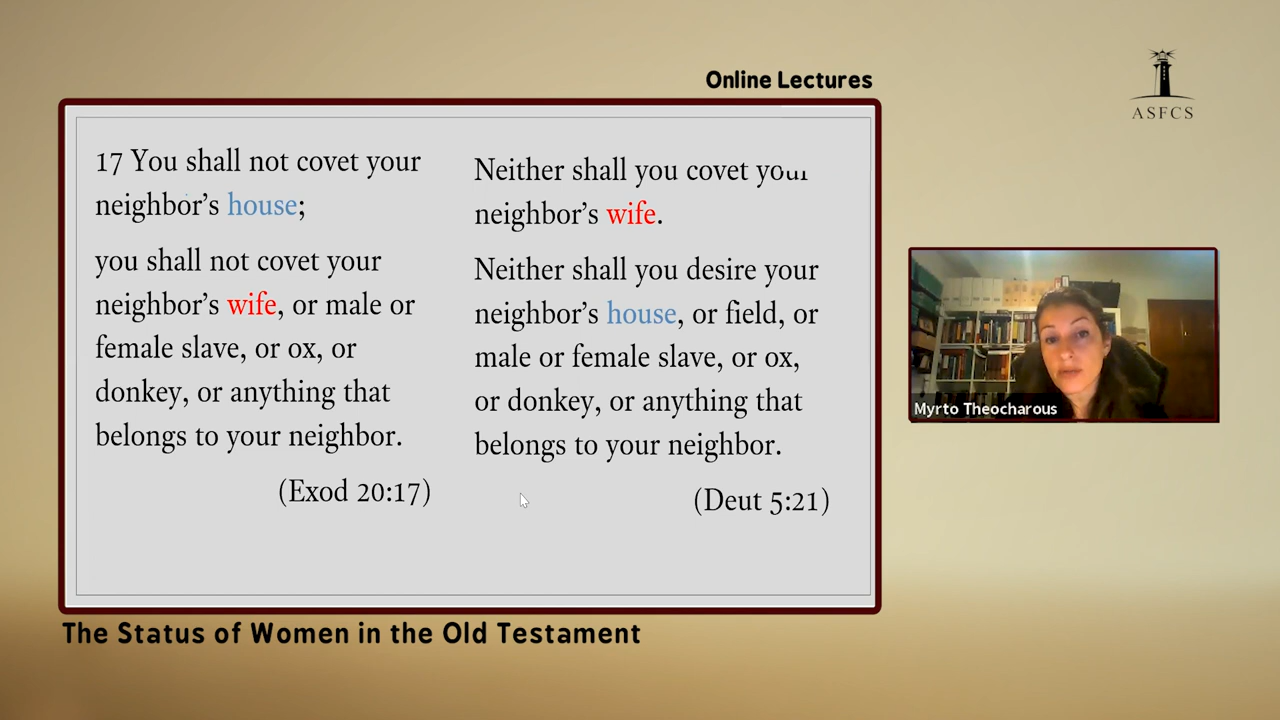 Online Lectures
ASFCS
17 You shall not covet your
neighbor’s house;
you shall not covet your
neighbor’s wife, or male or
female slave, or ox, or
donkey, or anything that
belongs to your neighbor.
(Exod 20:17)
Neither shall you covet your
neighbor’s wife.
Neither shall you desire your
neighbor’s house, or field, or
male or female slave, or ox,
or donkey, or anything that
belongs to your neighbor.
(Deut 5:21)
Myrto Theocharous
The Status of Women in the Old Testament